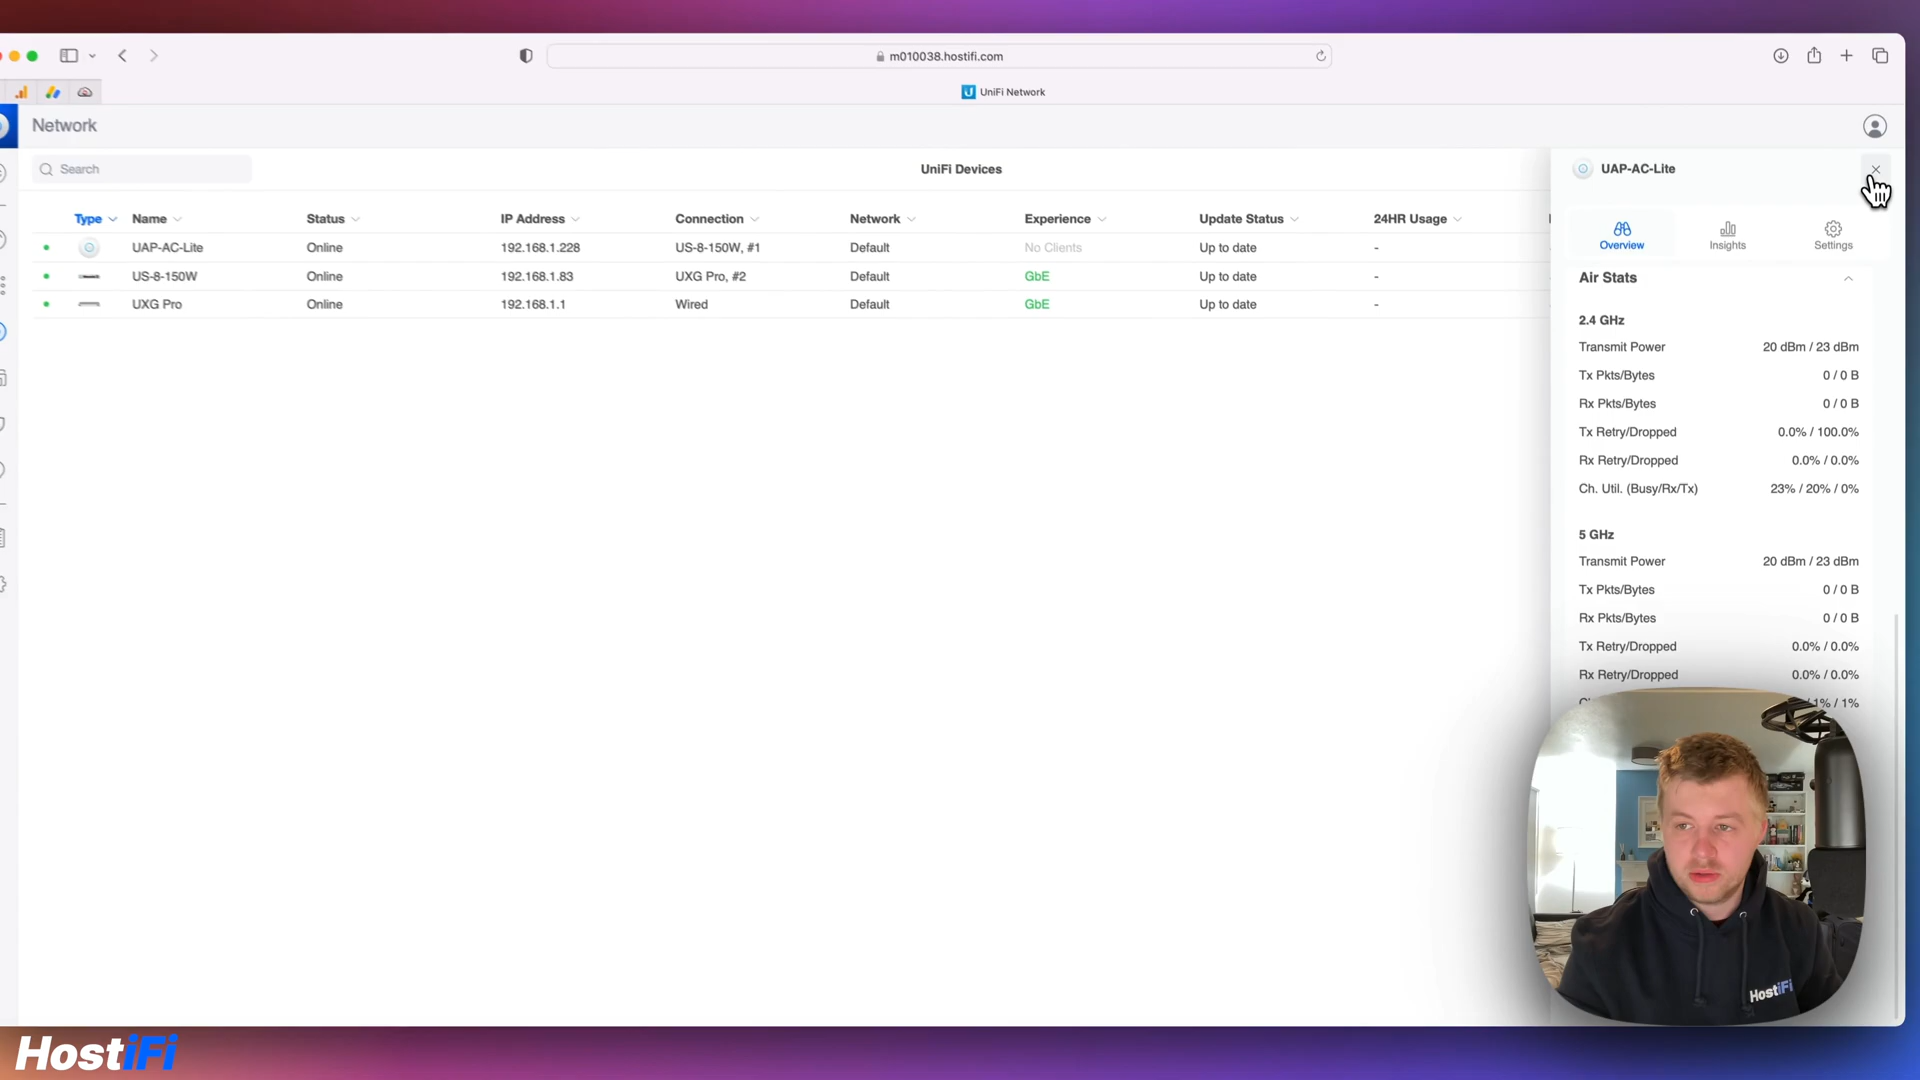 m010038.hostifi.com
UniFi Network
Network
Search
UniFi Devices
Type Name Status IP Address Connection Network Experience Update Status 24HR Usage
UAP-AC-Lite Online 192.168.1.228 US-8-150W, #1 Default No Clients Up to date -
US-8-150W Online 192.168.1.83 UXG Pro, #2 Default GbE Up to date -
UXG Pro Online 192.168.1.1 Wired Default GbE Up to date -
UAP-AC-Lite
Overview Insights Settings
Air Stats
2.4 GHz
Transmit Power 20 dBm / 23 dBm
Tx Pkts/Bytes 0 / 0 B
Rx Pkts/Bytes 0 / 0 B
Tx Retry/Dropped 0.0% / 100.0%
Rx Retry/Dropped 0.0% / 0.0%
Ch. Util. (Busy/Rx/Tx) 23% / 20% / 0%
5 GHz
Transmit Power 20 dBm / 23 dBm
Tx Pkts/Bytes 0 / 0 B
Rx Pkts/Bytes 0 / 0 B
Tx Retry/Dropped 0.0% / 0.0%
Rx Retry/Dropped 0.0% / 0.0%
1% / 1%
HostiFi
HostiFi